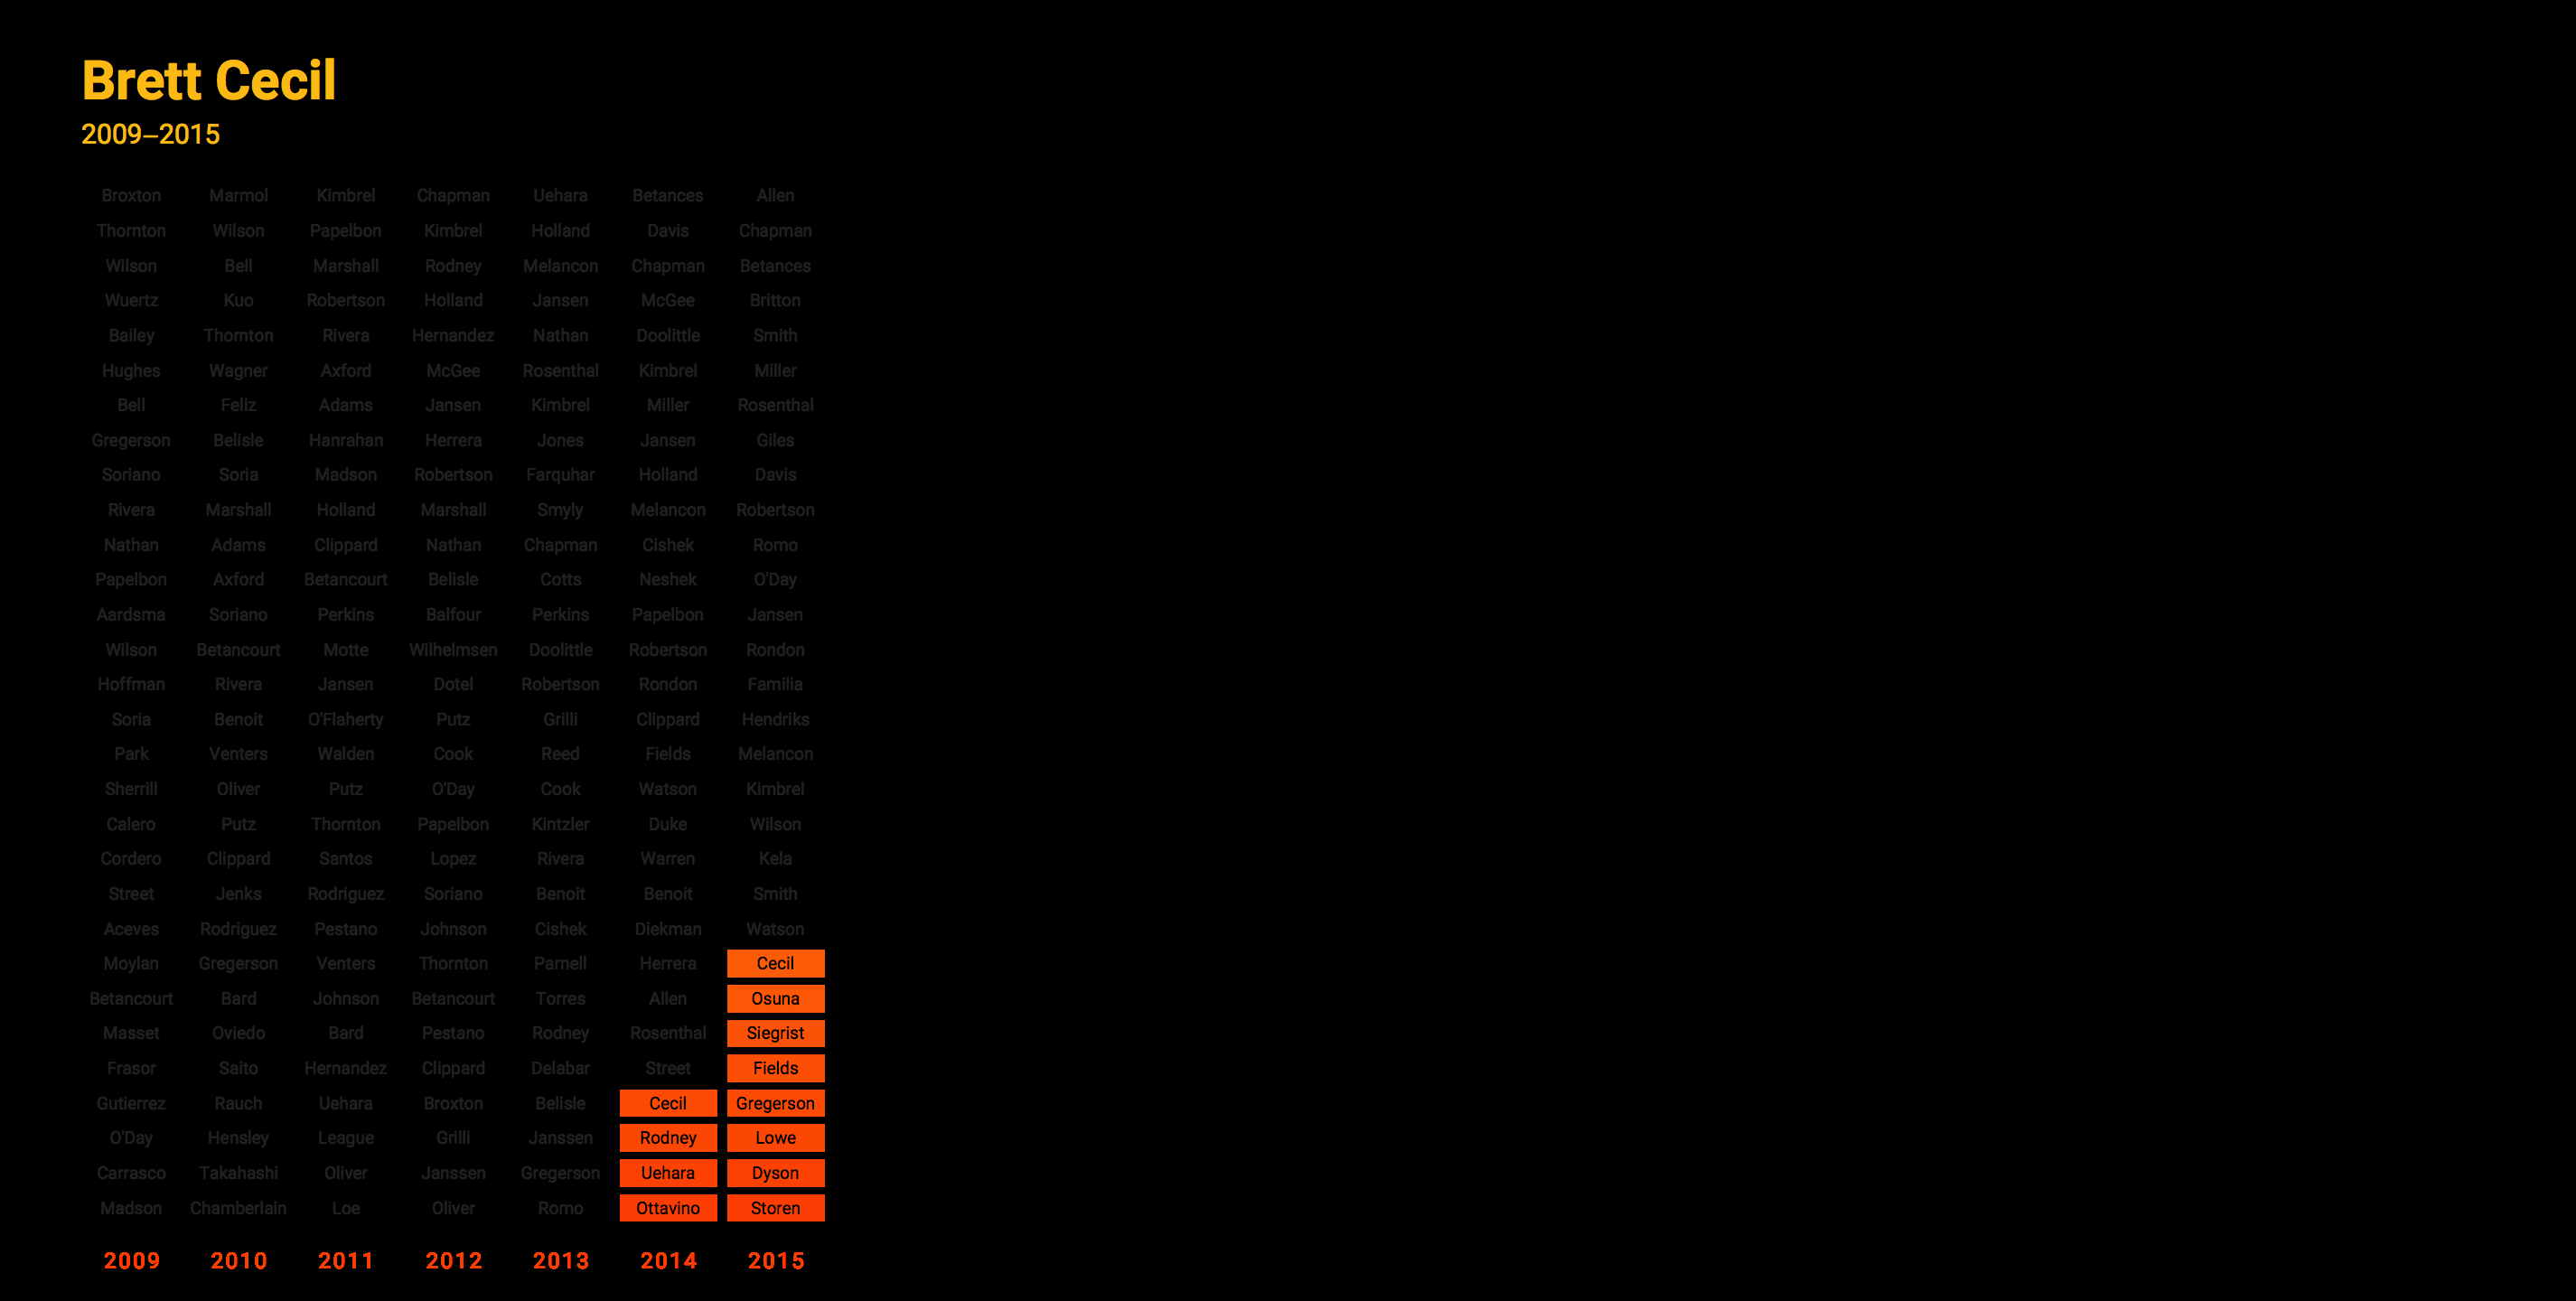 Brett Cecil
2009–2015
Broxton Marmol Kimbrel Chapman Uehara Betances Allen
Thornton Wilson Papelbon Kimbrel Holland Davis Chapman
Wilson Bell Marshall Rodney Melancon Chapman Betances
Wuertz Kuo Robertson Holland Jansen McGee Britton
Bailey Thornton Rivera Hernandez Nathan Doolittle Smith
Hughes Wagner Axford McGee Rosenthal Kimbrel Miller
Bell Feliz Adams Jansen Kimbrel Miller Rosenthal
Gregerson Belisle Hanrahan Herrera Jones Jansen Giles
Soriano Soria Madson Robertson Farquhar Holland Davis
Rivera Marshall Holland Marshall Smyly Melancon Robertson
Nathan Adams Clippard Nathan Chapman Cishek Romo
Papelbon Axford Betancourt Belisle Cotts Neshek O'Day
Aardsma Soriano Perkins Balfour Perkins Papelbon Jansen
Wilson Betancourt Motte Wilhelmsen Doolittle Robertson Rondon
Hoffman Rivera Jansen Dotel Robertson Rondon Familia
Soria Benoit O'Flaherty Putz Grilli Clippard Hendriks
Park Venters Walden Cook Reed Fields Melancon
Sherrill Oliver Putz O'Day Cook Watson Kimbrel
Calero Putz Thornton Papelbon Kintzler Duke Wilson
Cordero Clippard Santos Lopez Rivera Warren Kela
Street Jenks Rodriguez Soriano Benoit Benoit Smith
Aceves Rodriguez Pestano Johnson Cishek Diekman Watson
Moylan Gregerson Venters Thornton Parnell Herrera Cecil
Betancourt Bard Johnson Betancourt Torres Allen Osuna
Masset Oviedo Bard Pestano Rodney Rosenthal Siegrist
Frasor Saito Hernandez Clippard Delabar Street Fields
Gutierrez Rauch Uehara Broxton Belisle Cecil Gregerson
O'Day Hensley League Grilli Janssen Rodney Lowe
Carrasco Takahashi Oliver Janssen Gregerson Uehara Dyson
Madson Chamberlain Loe Oliver Romo Ottavino Storen
2009 2010 2011 2012 2013 2014 2015